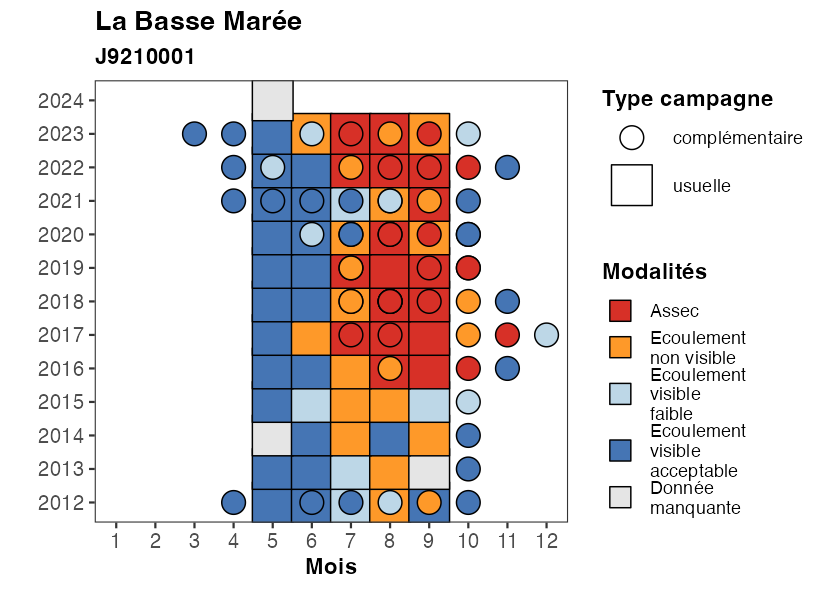 La Basse Marée
J9210001
2024
2023
2022
2021
2020
2019
2018
2017
2016
2015
2014
2013
2012
1 2 3 4 5 6 7 8 9 10 11 12
Mois
Type campagne
complémentaire
usuelle
Modalités
Assec
Ecoulement
non visible
Ecoulement
visible
faible
Ecoulement
visible
acceptable
Donnée
manquante